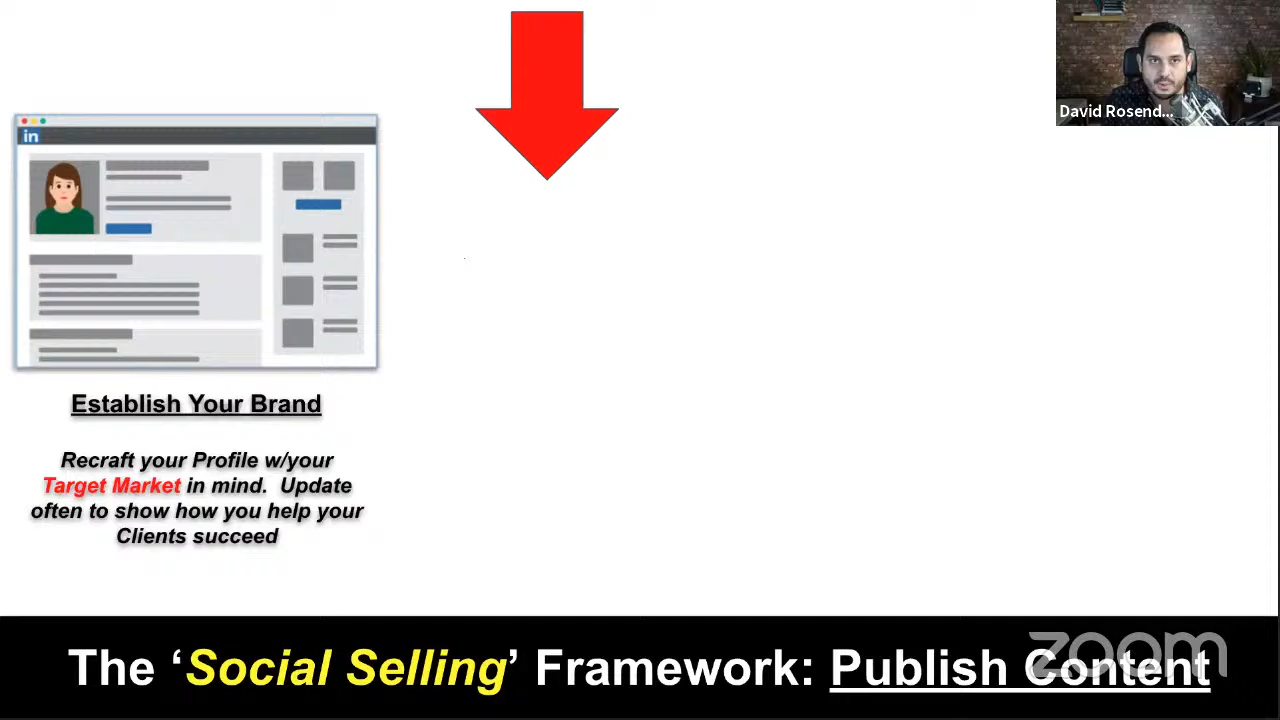 David Rosend...
in
Establish Your Brand
Recraft your Profile w/your
Target Market in mind. Update
often to show how you help your
Clients succeed
The ‘Social Selling’ Framework: Publish Content
zoom